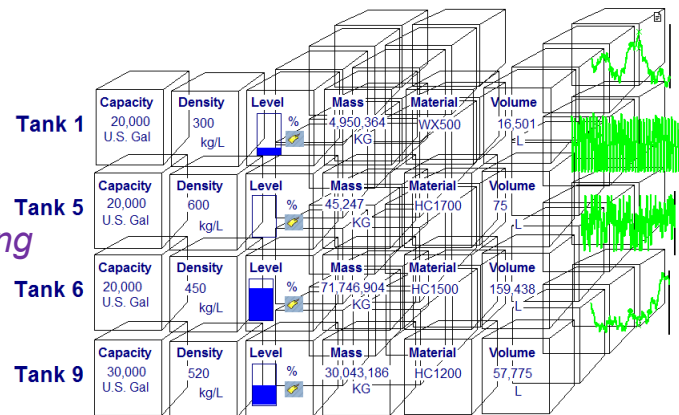 Capacity Density Level Mass Material Volume
Tank 1 20,000 U.S. Gal 300 kg/L % 4,950,364 KG WX500 16,501 L
Capacity Density Level Mass Material Volume
Tank 5 20,000 U.S. Gal 600 kg/L % 45,247 KG HC1700 75 L
ng
Capacity Density Level Mass Material Volume
Tank 6 20,000 U.S. Gal 450 kg/L % 71,746,904 KG HC1500 159,438 L
Capacity Density Level Mass Material Volume
Tank 9 30,000 U.S. Gal 520 kg/L % 30,043,186 KG HC1200 57,775 L